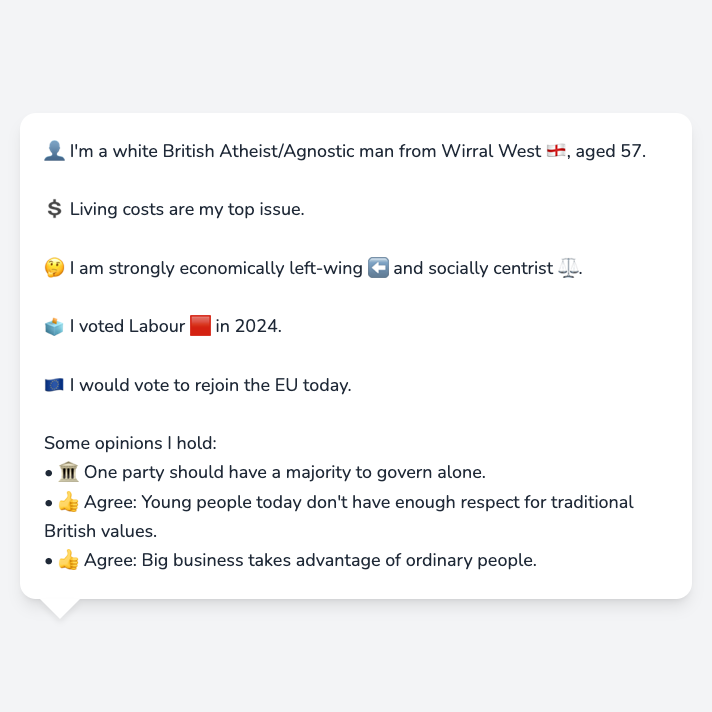 👤 I'm a white British Atheist/Agnostic man from Wirral West 🏴󠁧󠁢󠁥󠁮󠁧󠁿, aged 57.
💲 Living costs are my top issue.
🤔 I am strongly economically left-wing ⬅️ and socially centrist ⚖️.
🗳️ I voted Labour 🟥 in 2024.
🇪🇺 I would vote to rejoin the EU today.
Some opinions I hold:
• 🏛️ One party should have a majority to govern alone.
• 👍 Agree: Young people today don't have enough respect for traditional
British values.
• 👍 Agree: Big business takes advantage of ordinary people.